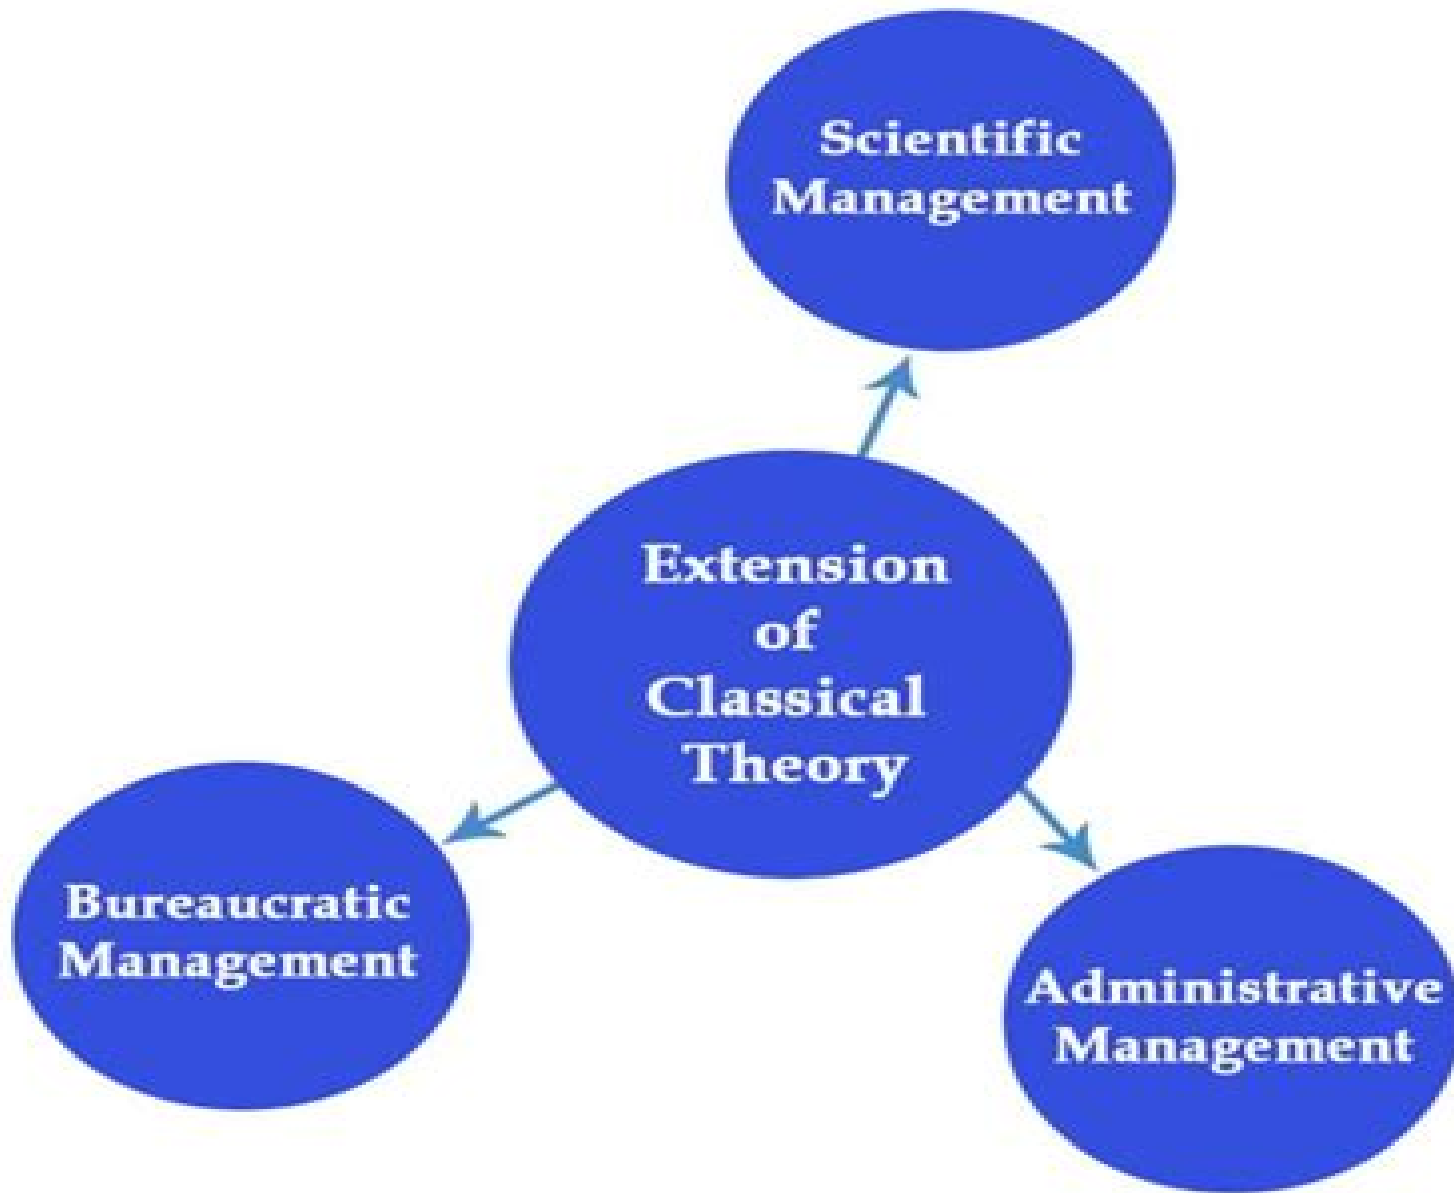 Scientific
Management
Extension
of
Classical
Theory
Bureaucratic
Management
Administrative
Management